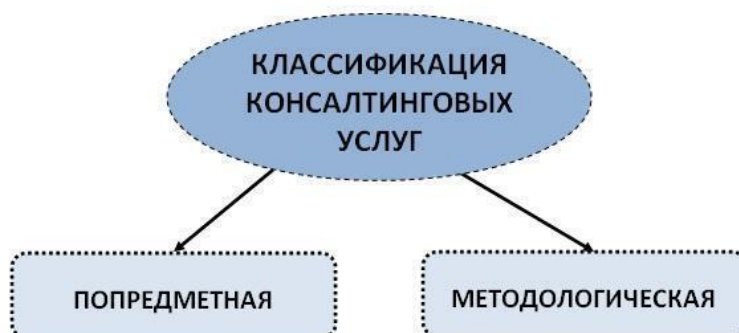 КЛАССИФИКАЦИЯ
КОНСАЛТИНГОВЫХ
УСЛУГ
ПОПРЕДМЕТНАЯ
МЕТОДОЛОГИЧЕСКАЯ